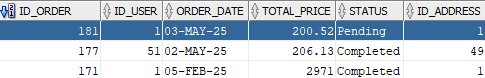 ID_ORDER ID_USER ORDER_DATE TOTAL_PRICE STATUS ID_ADDRESS
181 1 03-MAY-25 200.52 Pending 1
177 51 02-MAY-25 206.13 Completed 49
171 1 05-FEB-25 2971 Completed 1